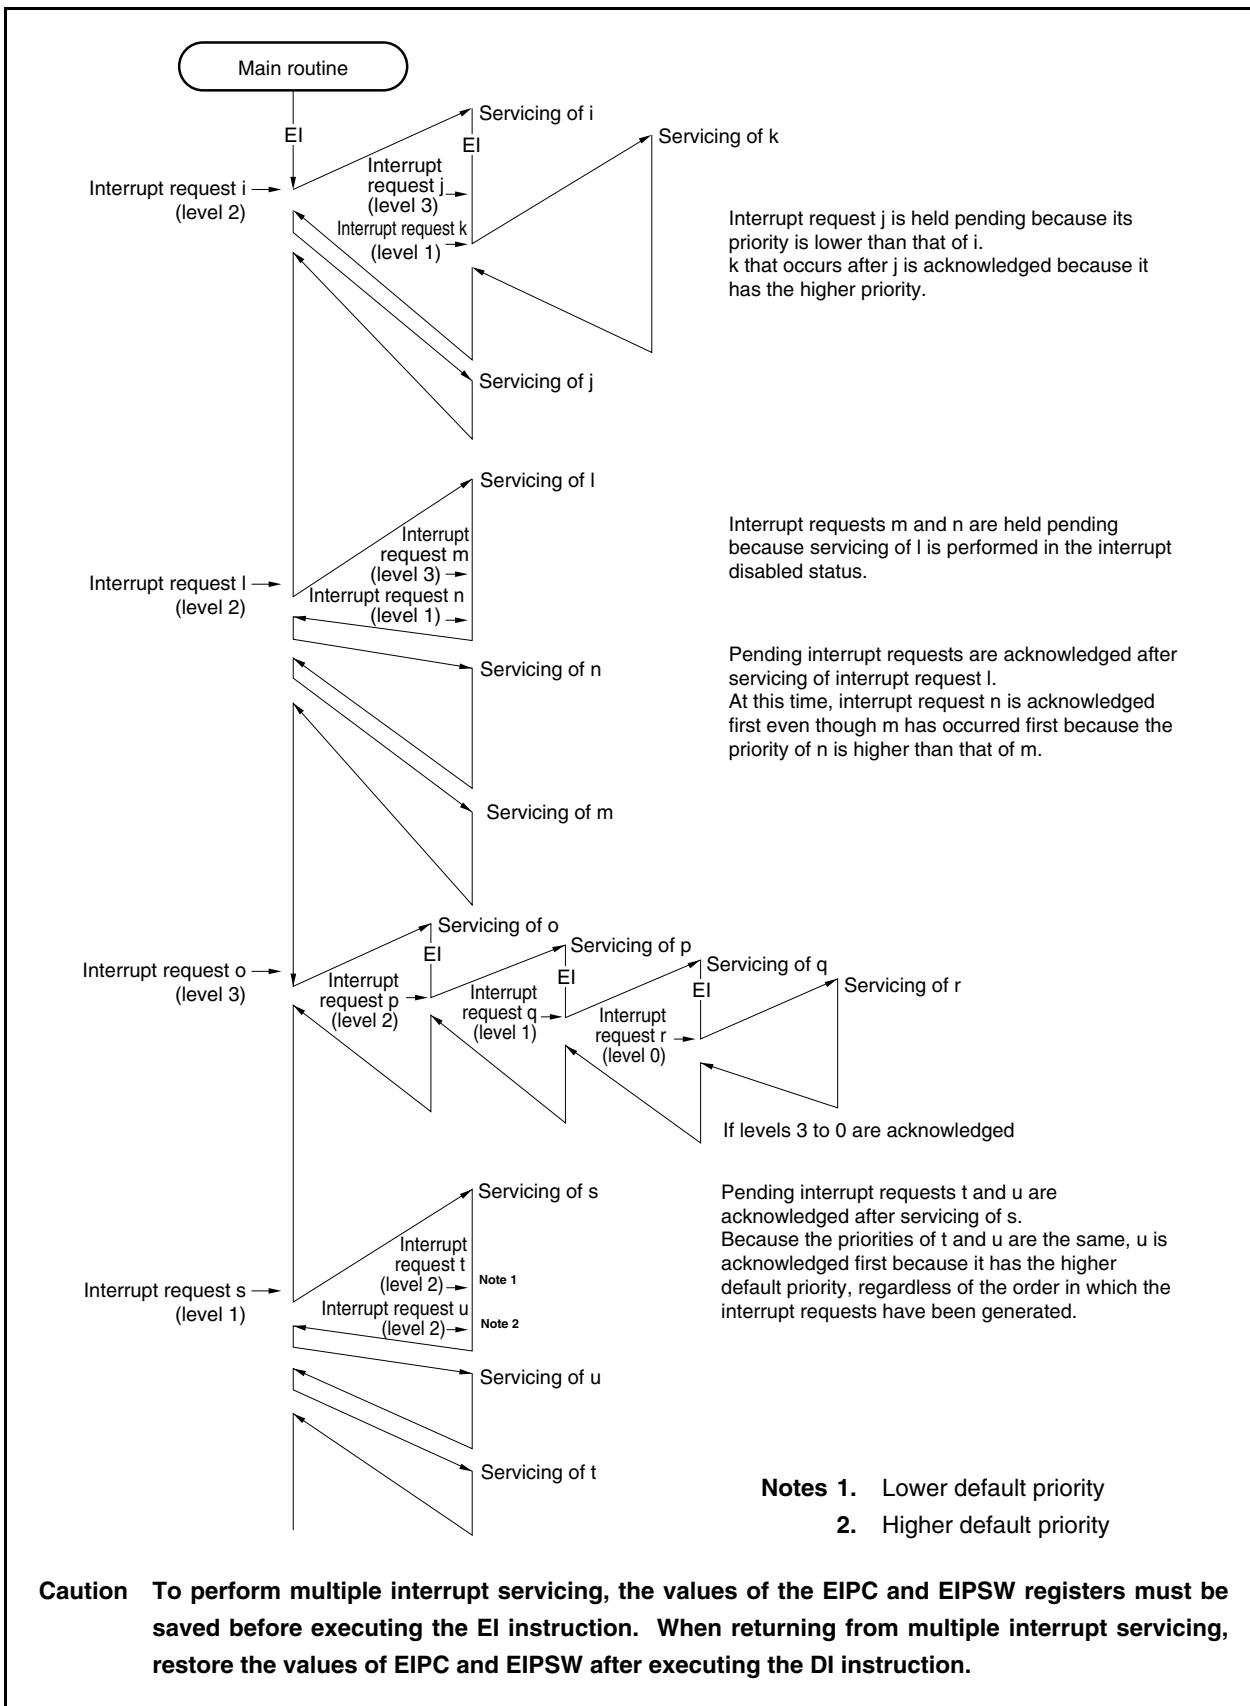 Main routine
EI
Servicing of i
EI
Servicing of k
Interrupt request i
(level 2)
Interrupt
request j
(level 3)
Interrupt request k
(level 1)
Interrupt request j is held pending because its
priority is lower than that of i.
k that occurs after j is acknowledged because it
has the higher priority.
Servicing of j
Servicing of l
Interrupt request l
(level 2)
Interrupt
request m
(level 3)
Interrupt request n
(level 1)
Interrupt requests m and n are held pending
because servicing of l is performed in the interrupt
disabled status.
Servicing of n
Pending interrupt requests are acknowledged after
servicing of interrupt request l.
At this time, interrupt request n is acknowledged
first even though m has occurred first because the
priority of n is higher than that of m.
Servicing of m
Interrupt request o
(level 3)
Servicing of o
EI
Interrupt
request p
(level 2)
Servicing of p
EI
Interrupt
request q
(level 1)
Servicing of q
EI
Interrupt
request r
(level 0)
Servicing of r
If levels 3 to 0 are acknowledged
Servicing of s
Interrupt request s
(level 1)
Interrupt
request t
(level 2)
Note 1
Interrupt request u
(level 2)
Note 2
Pending interrupt requests t and u are
acknowledged after servicing of s.
Because the priorities of t and u are the same, u is
acknowledged first because it has the higher
default priority, regardless of the order in which the
interrupt requests have been generated.
Servicing of u
Servicing of t
Notes 1. Lower default priority
2. Higher default priority
Caution To perform multiple interrupt servicing, the values of the EIPC and EIPSW registers must be
saved before executing the EI instruction. When returning from multiple interrupt servicing,
restore the values of EIPC and EIPSW after executing the DI instruction.